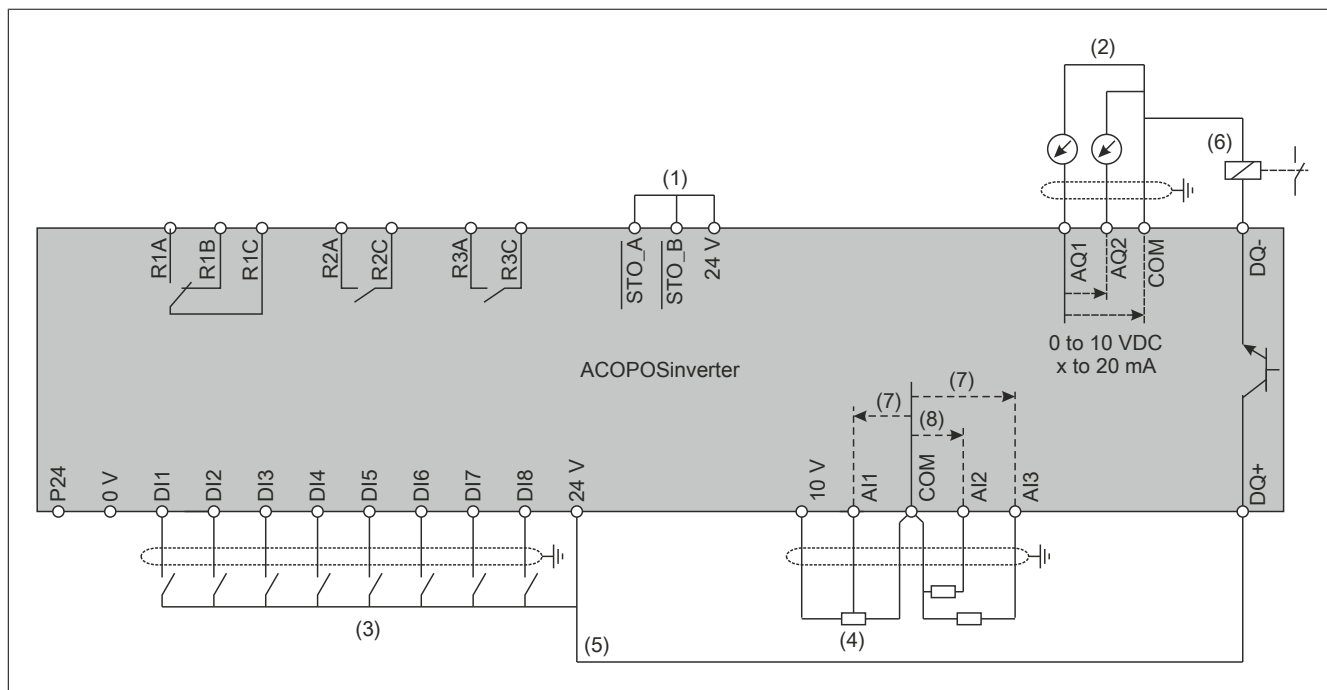 (2)
(6)
(1)
R1A
R1B
R1C
R2A
R2C
R3A
R3C
STO_A
STO_B
24 V
AQ1
AQ2
COM
DQ-
0 to 10 VDC
x to 20 mA
ACOPOSinverter
(7)
(7)
(8)
P24
0 V
DI1
DI2
DI3
DI4
DI5
DI6
DI7
DI8
24 V
10 V
AI1
COM
AI2
AI3
DQ+
(3)
(5)
(4)